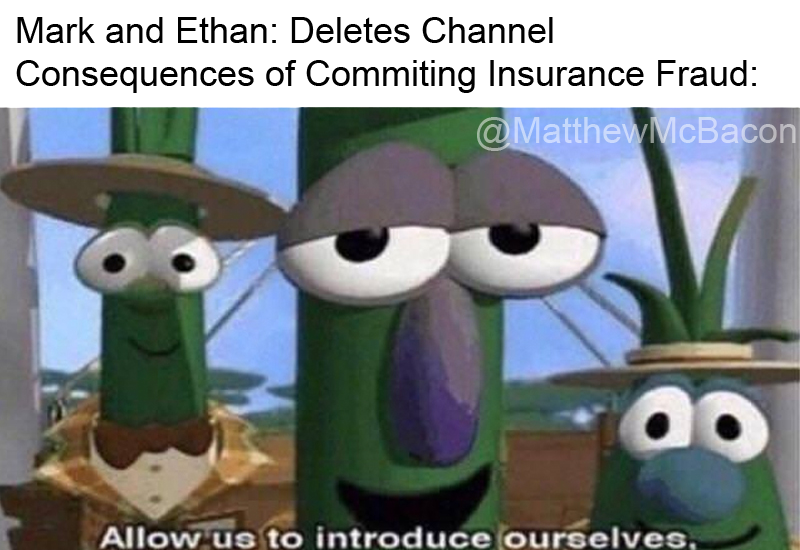 Mark and Ethan: Deletes Channel
Consequences of Commiting Insurance Fraud:
@MatthewMcBacon
Allow us to introduce ourselves.